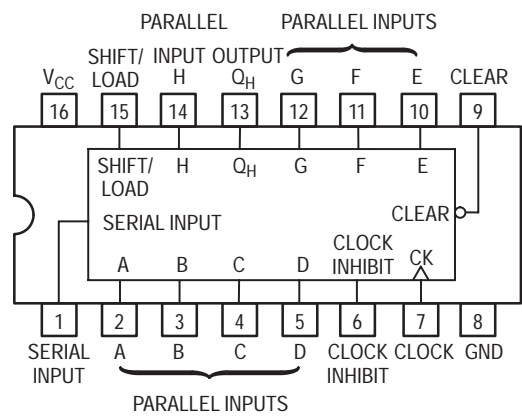 PARALLEL PARALLEL INPUTS
SHIFT/ INPUT OUTPUT
VCC LOAD H QH G F E CLEAR
16 15 14 13 12 11 10 9
SHIFT/ H QH G F E
LOAD
SERIAL INPUT CLEAR
CLOCK
A B C D INHIBIT CK
1 2 3 4 5 6 7 8
SERIAL A B C D CLOCK CLOCK GND
INPUT INHIBIT
PARALLEL INPUTS